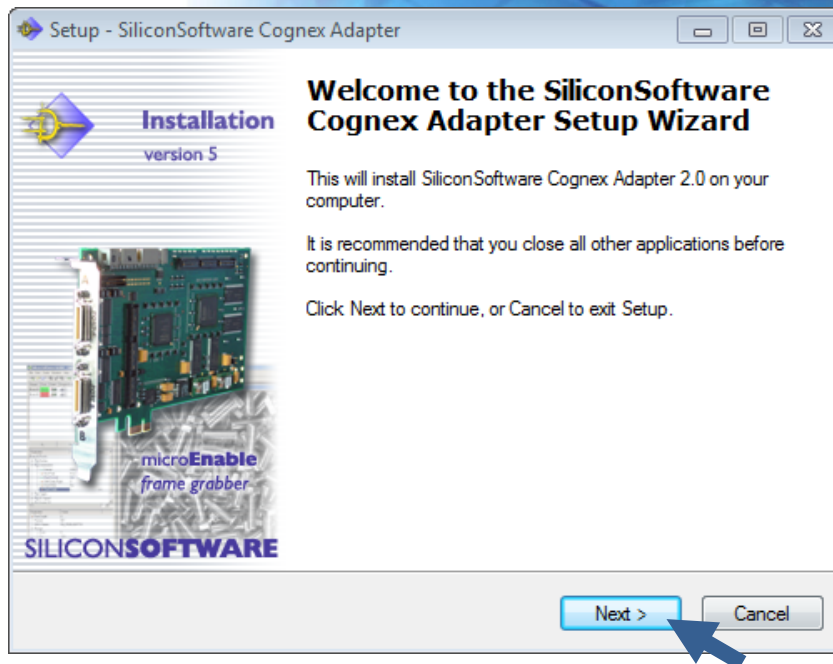 Setup - SiliconSoftware Cognex Adapter
Installation
version 5
Welcome to the SiliconSoftware
Cognex Adapter Setup Wizard
This will install SiliconSoftware Cognex Adapter 2.0 on your
computer.
It is recommended that you close all other applications before
continuing.
Click Next to continue, or Cancel to exit Setup.
A
B
microEnable
frame grabber
SILICONSOFTWARE
Next >
Cancel